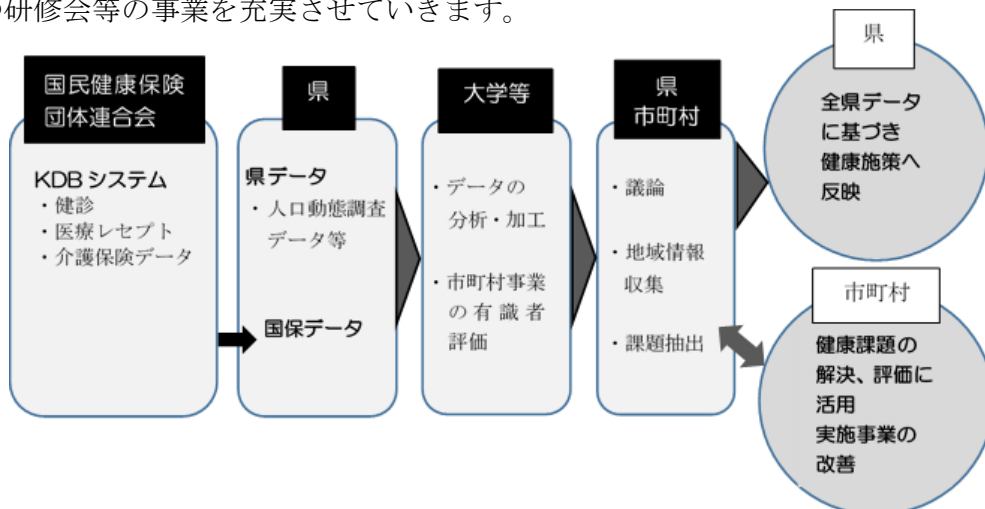 研修会等の事業を充実させていきます。
国民健康保険
団体連合会
KDBシステム
・健診
・医療レセプト
・介護保険データ
県
県データ
・人口動態調査
データ等
国保データ
大学等
・データの
分析・加工
・市町村事業
の有識者
評価
県
市町村
・議論
・地域情報
収集
・課題抽出
県
全県データ
に基づき
健康施策へ
反映
市町村
健康課題の
解決、評価に
活用
実施事業の
改善